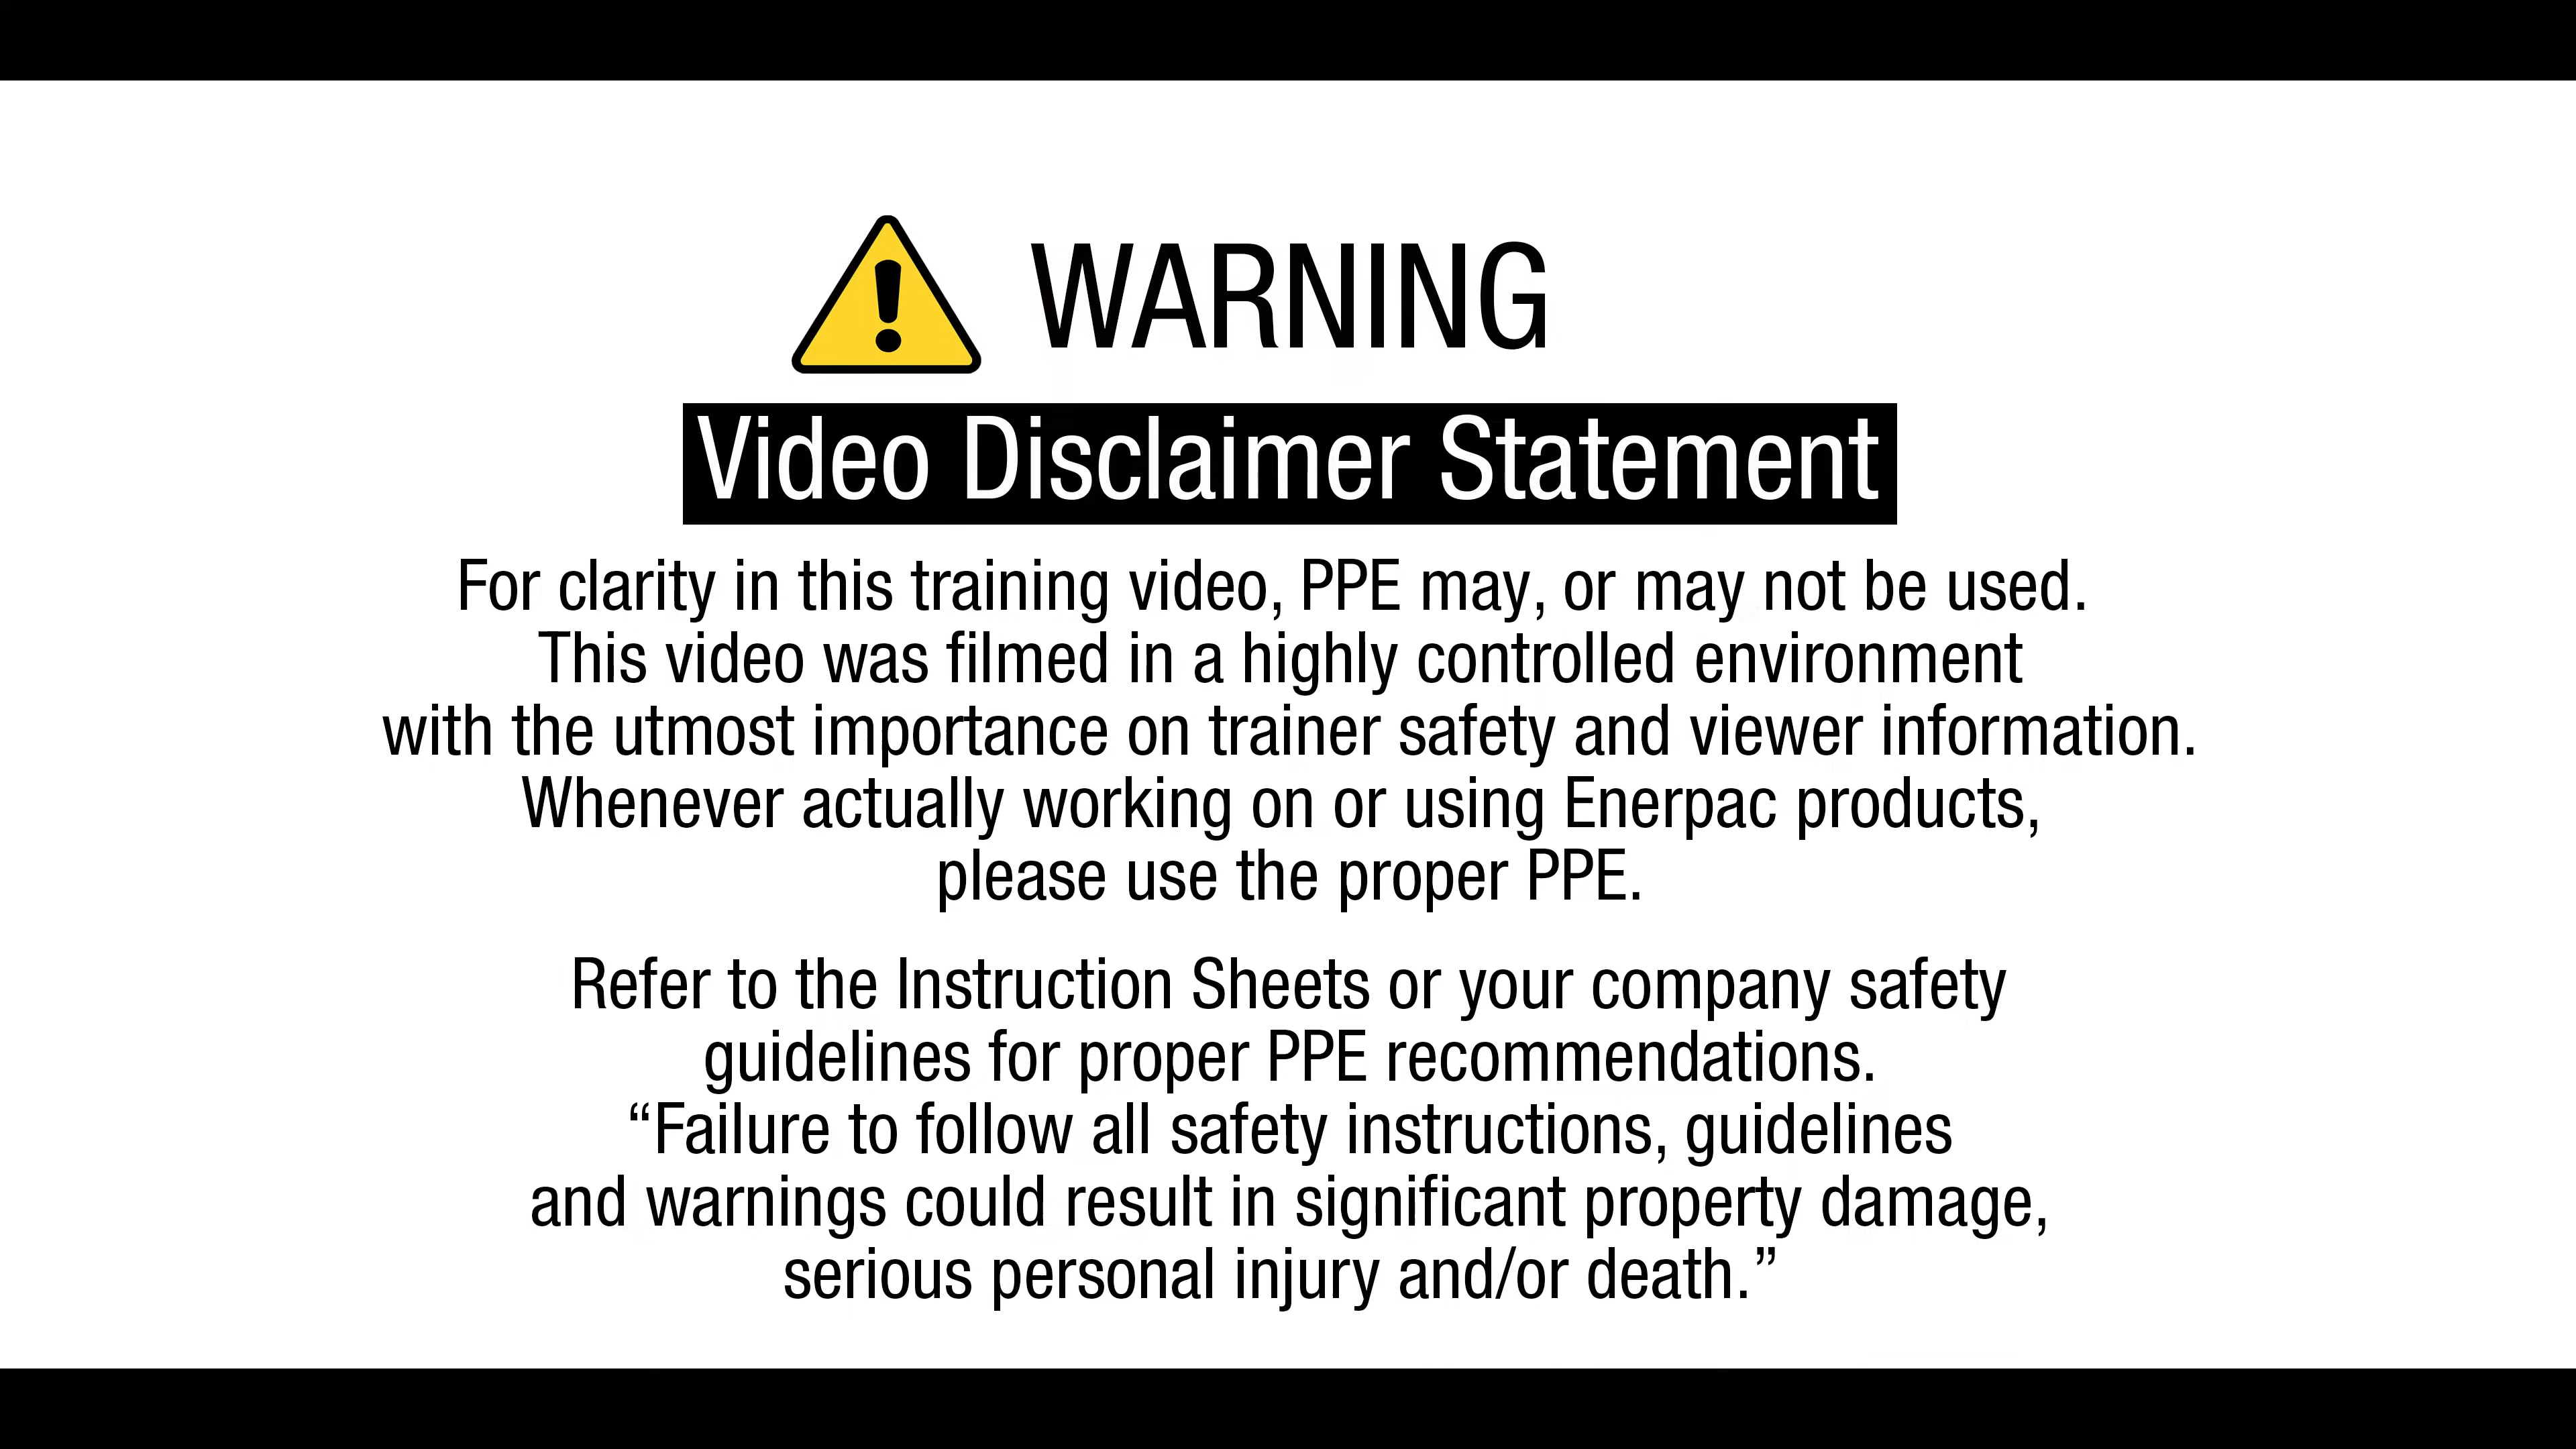 WARNING
Video Disclaimer Statement
For clarity in this training video, PPE may, or may not be used.
This video was filmed in a highly controlled environment
with the utmost importance on trainer safety and viewer information.
Whenever actually working on or using Enerpac products,
please use the proper PPE.
Refer to the Instruction Sheets or your company safety
guidelines for proper PPE recommendations.
“Failure to follow all safety instructions, guidelines
and warnings could result in significant property damage,
serious personal injury and/or death.”